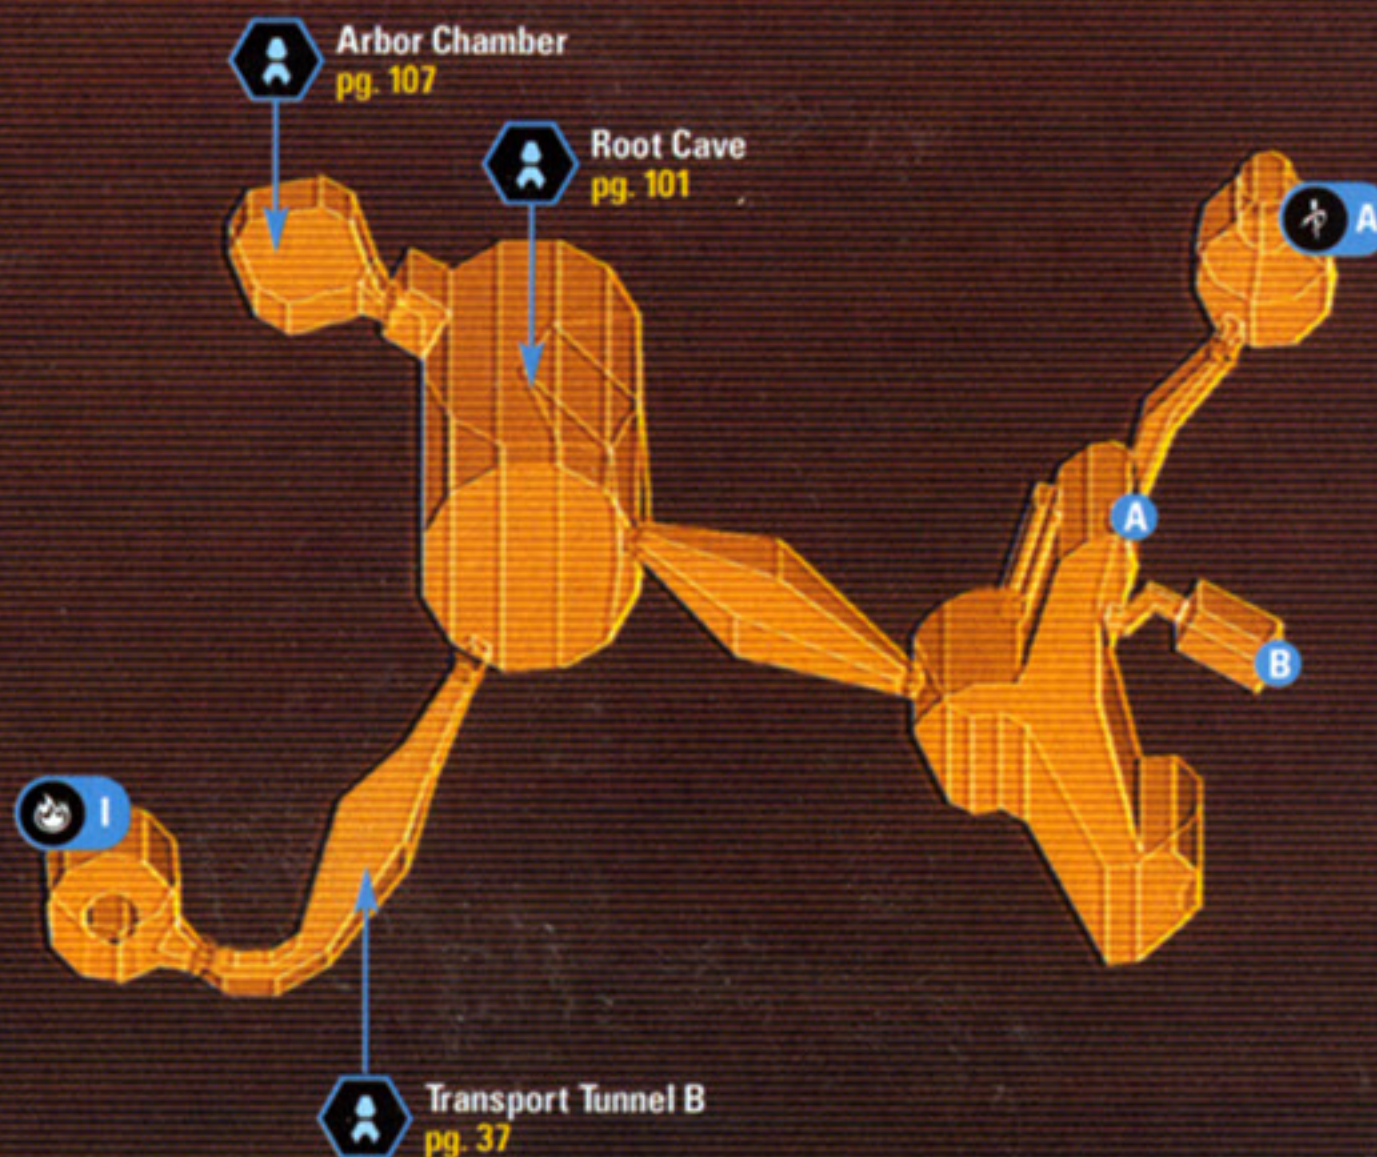 Arbor Chamber
pg. 107
Root Cave
pg. 101
A
A
B
I
Transport Tunnel B
pg. 37